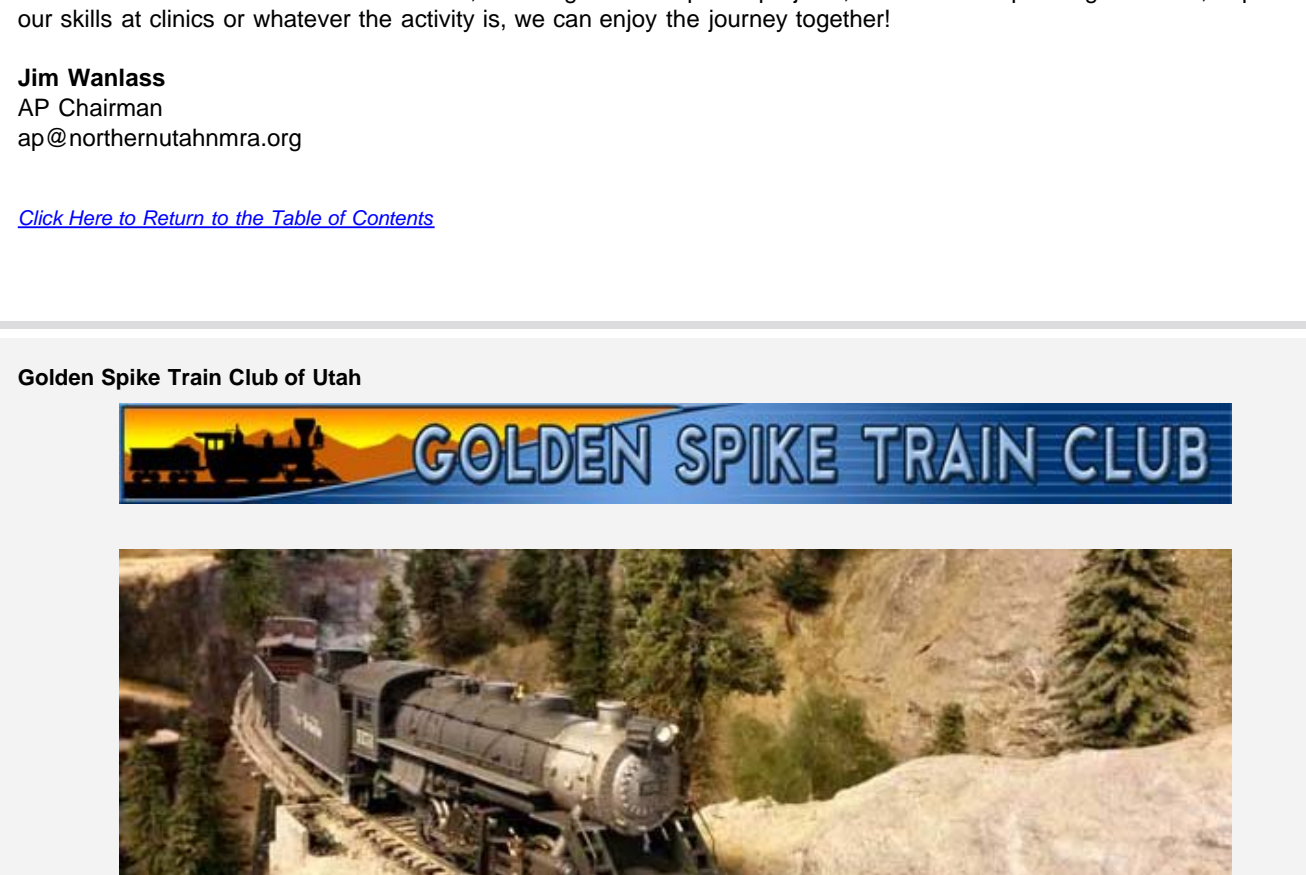 our skills at clinics or whatever the activity is, we can enjoy the journey together!
Jim Wanlass
AP Chairman
ap@northernutahnmra.org
Click Here to Return to the Table of Contents
Golden Spike Train Club of Utah
GOLDEN SPIKE TRAIN CLUB